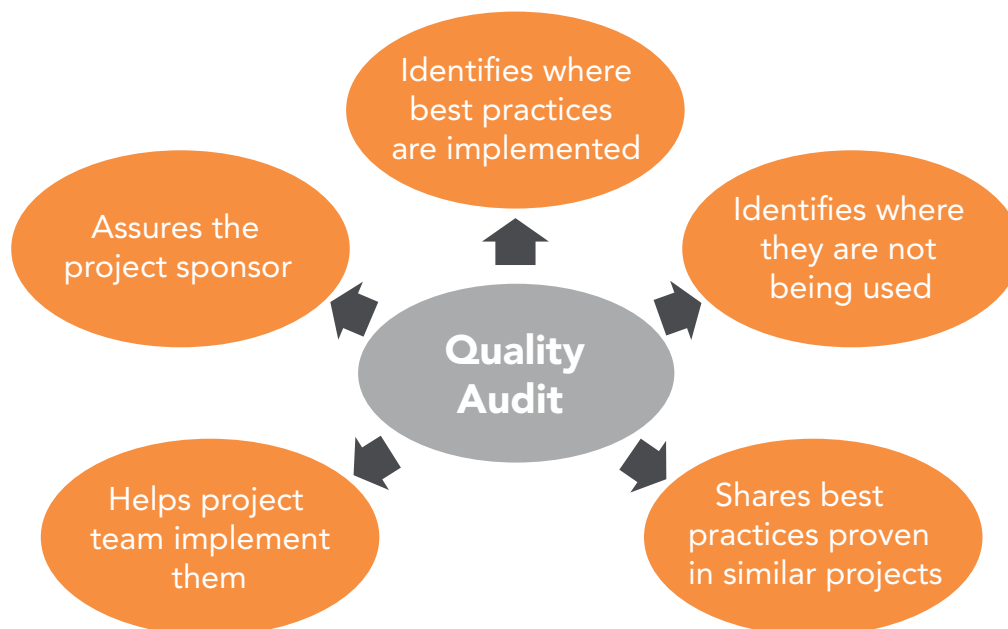 Identifies where
best practices
are implemented
Assures the
project sponsor
Identifies where
they are not
being used
Quality
Audit
Helps project
team implement
them
Shares best
practices proven
in similar projects